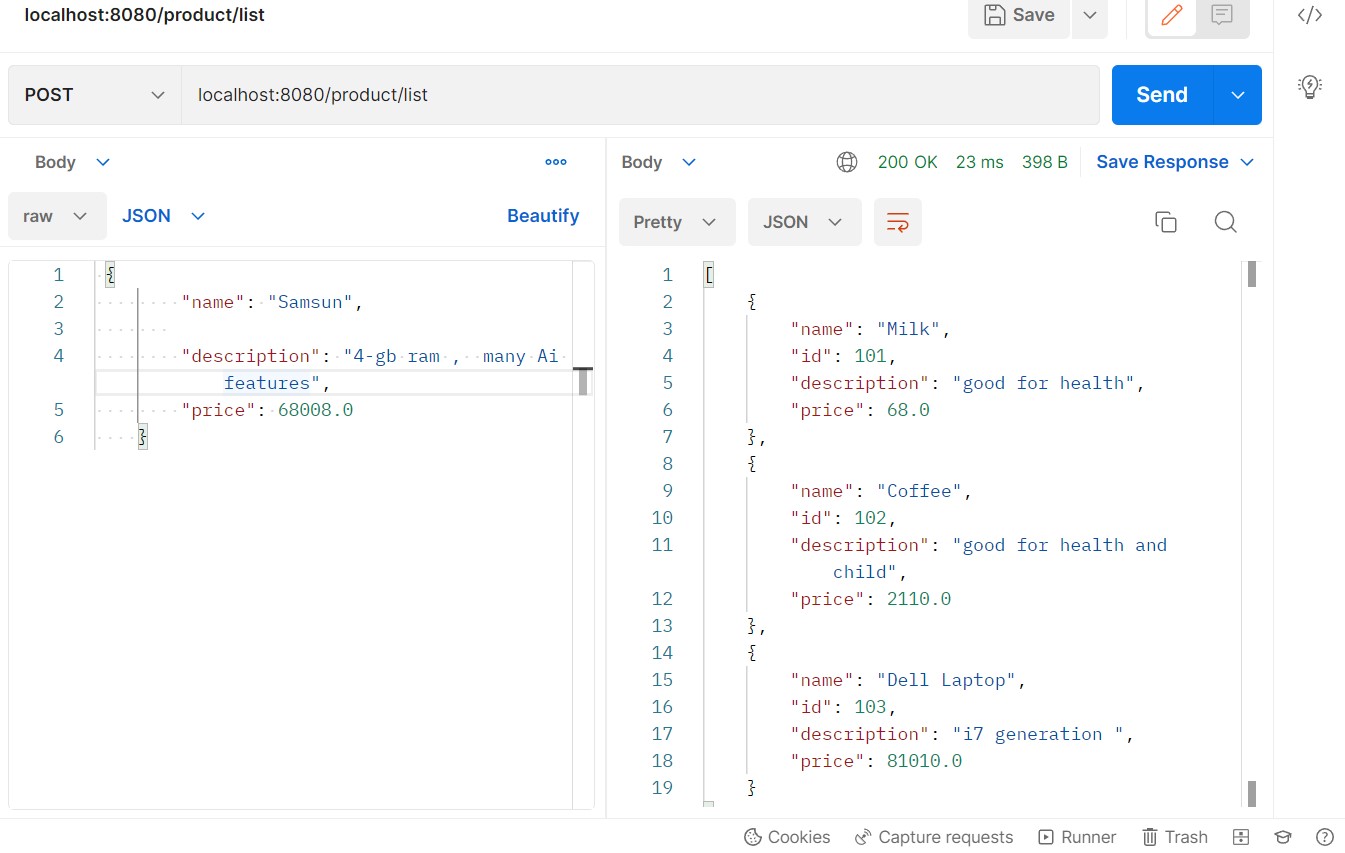 localhost:8080/product/list
Save
POST
localhost:8080/product/list
Send
Body
raw
JSON
Beautify
1 {
2 "name": "Samsun",
3
4 "description": "4-gb ram , many Ai
features",
5 "price": 68008.0
6 }
Body
200 OK 23 ms 398 B
Save Response
Pretty
JSON
1 [
2 {
3 "name": "Milk",
4 "id": 101,
5 "description": "good for health",
6 "price": 68.0
7 },
8 {
9 "name": "Coffee",
10 "id": 102,
11 "description": "good for health and
child",
12 "price": 2110.0
13 },
14 {
15 "name": "Dell Laptop",
16 "id": 103,
17 "description": "i7 generation ",
18 "price": 81010.0
19 }
Cookies Capture requests Runner Trash